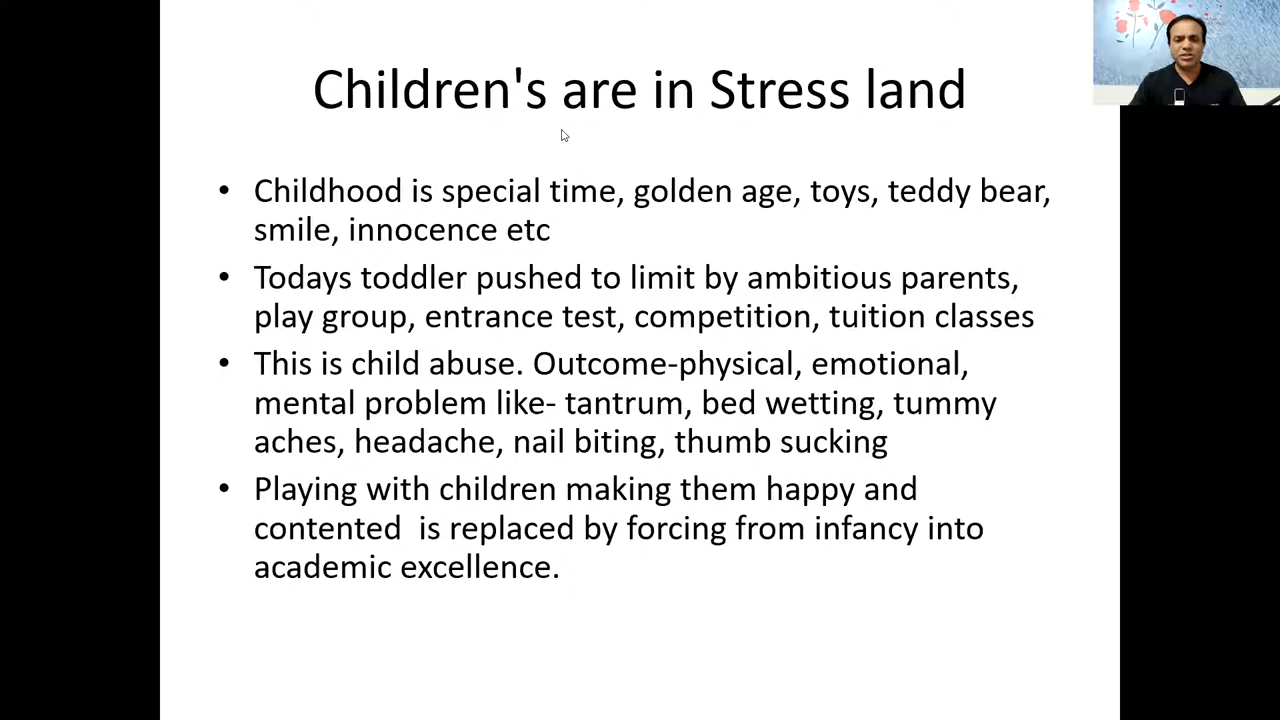 Children's are in Stress land
• Childhood is special time, golden age, toys, teddy bear,
smile, innocence etc
• Todays toddler pushed to limit by ambitious parents,
play group, entrance test, competition, tuition classes
• This is child abuse. Outcome-physical, emotional,
mental problem like- tantrum, bed wetting, tummy
aches, headache, nail biting, thumb sucking
• Playing with children making them happy and
contented  is replaced by forcing from infancy into
academic excellence.